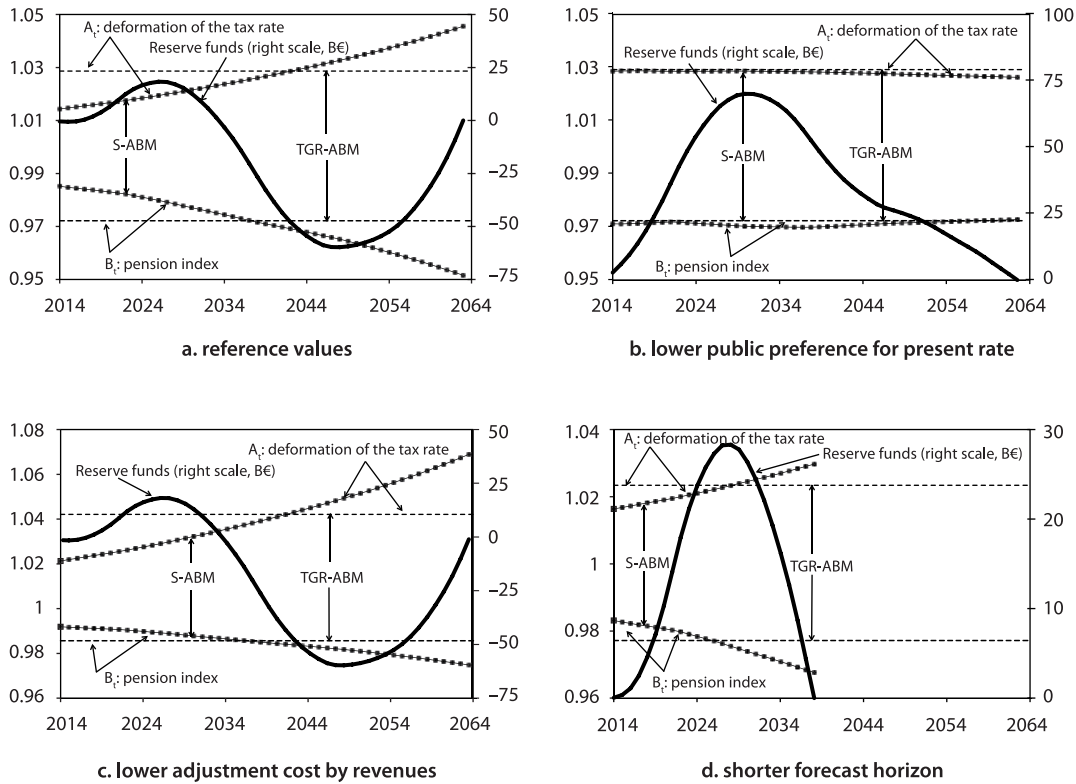 A_t: deformation of the tax rate
Reserve funds (right scale, B€)
S-ABM
TGR-ABM
B_t: pension index
1.05
1.03
1.01
0.99
0.97
0.95
50
25
0
−25
−50
−75
2014 2024 2034 2044 2054 2064
a. reference values
A_t: deformation of the tax rate
Reserve funds (right scale, B€)
S-ABM
TGR-ABM
B_t: pension index
1.05
1.03
1.01
0.99
0.97
0.95
100
75
50
25
0
2014 2024 2034 2044 2054 2064
b. lower public preference for present rate
A_t: deformation of the tax rate
Reserve funds (right scale, B€)
S-ABM
TGR-ABM
B_t: pension index
1.08
1.06
1.04
1.02
1
0.98
0.96
50
25
0
−25
−50
−75
2014 2024 2034 2044 2054 2064
c. lower adjustment cost by revenues
A_t: deformation of the tax rate
Reserve funds (right scale, B€)
S-ABM
TGR-ABM
B_t: pension index
1.04
1.02
1
0.98
0.96
30
20
10
0
2014 2024 2034 2044 2054 2064
d. shorter forecast horizon